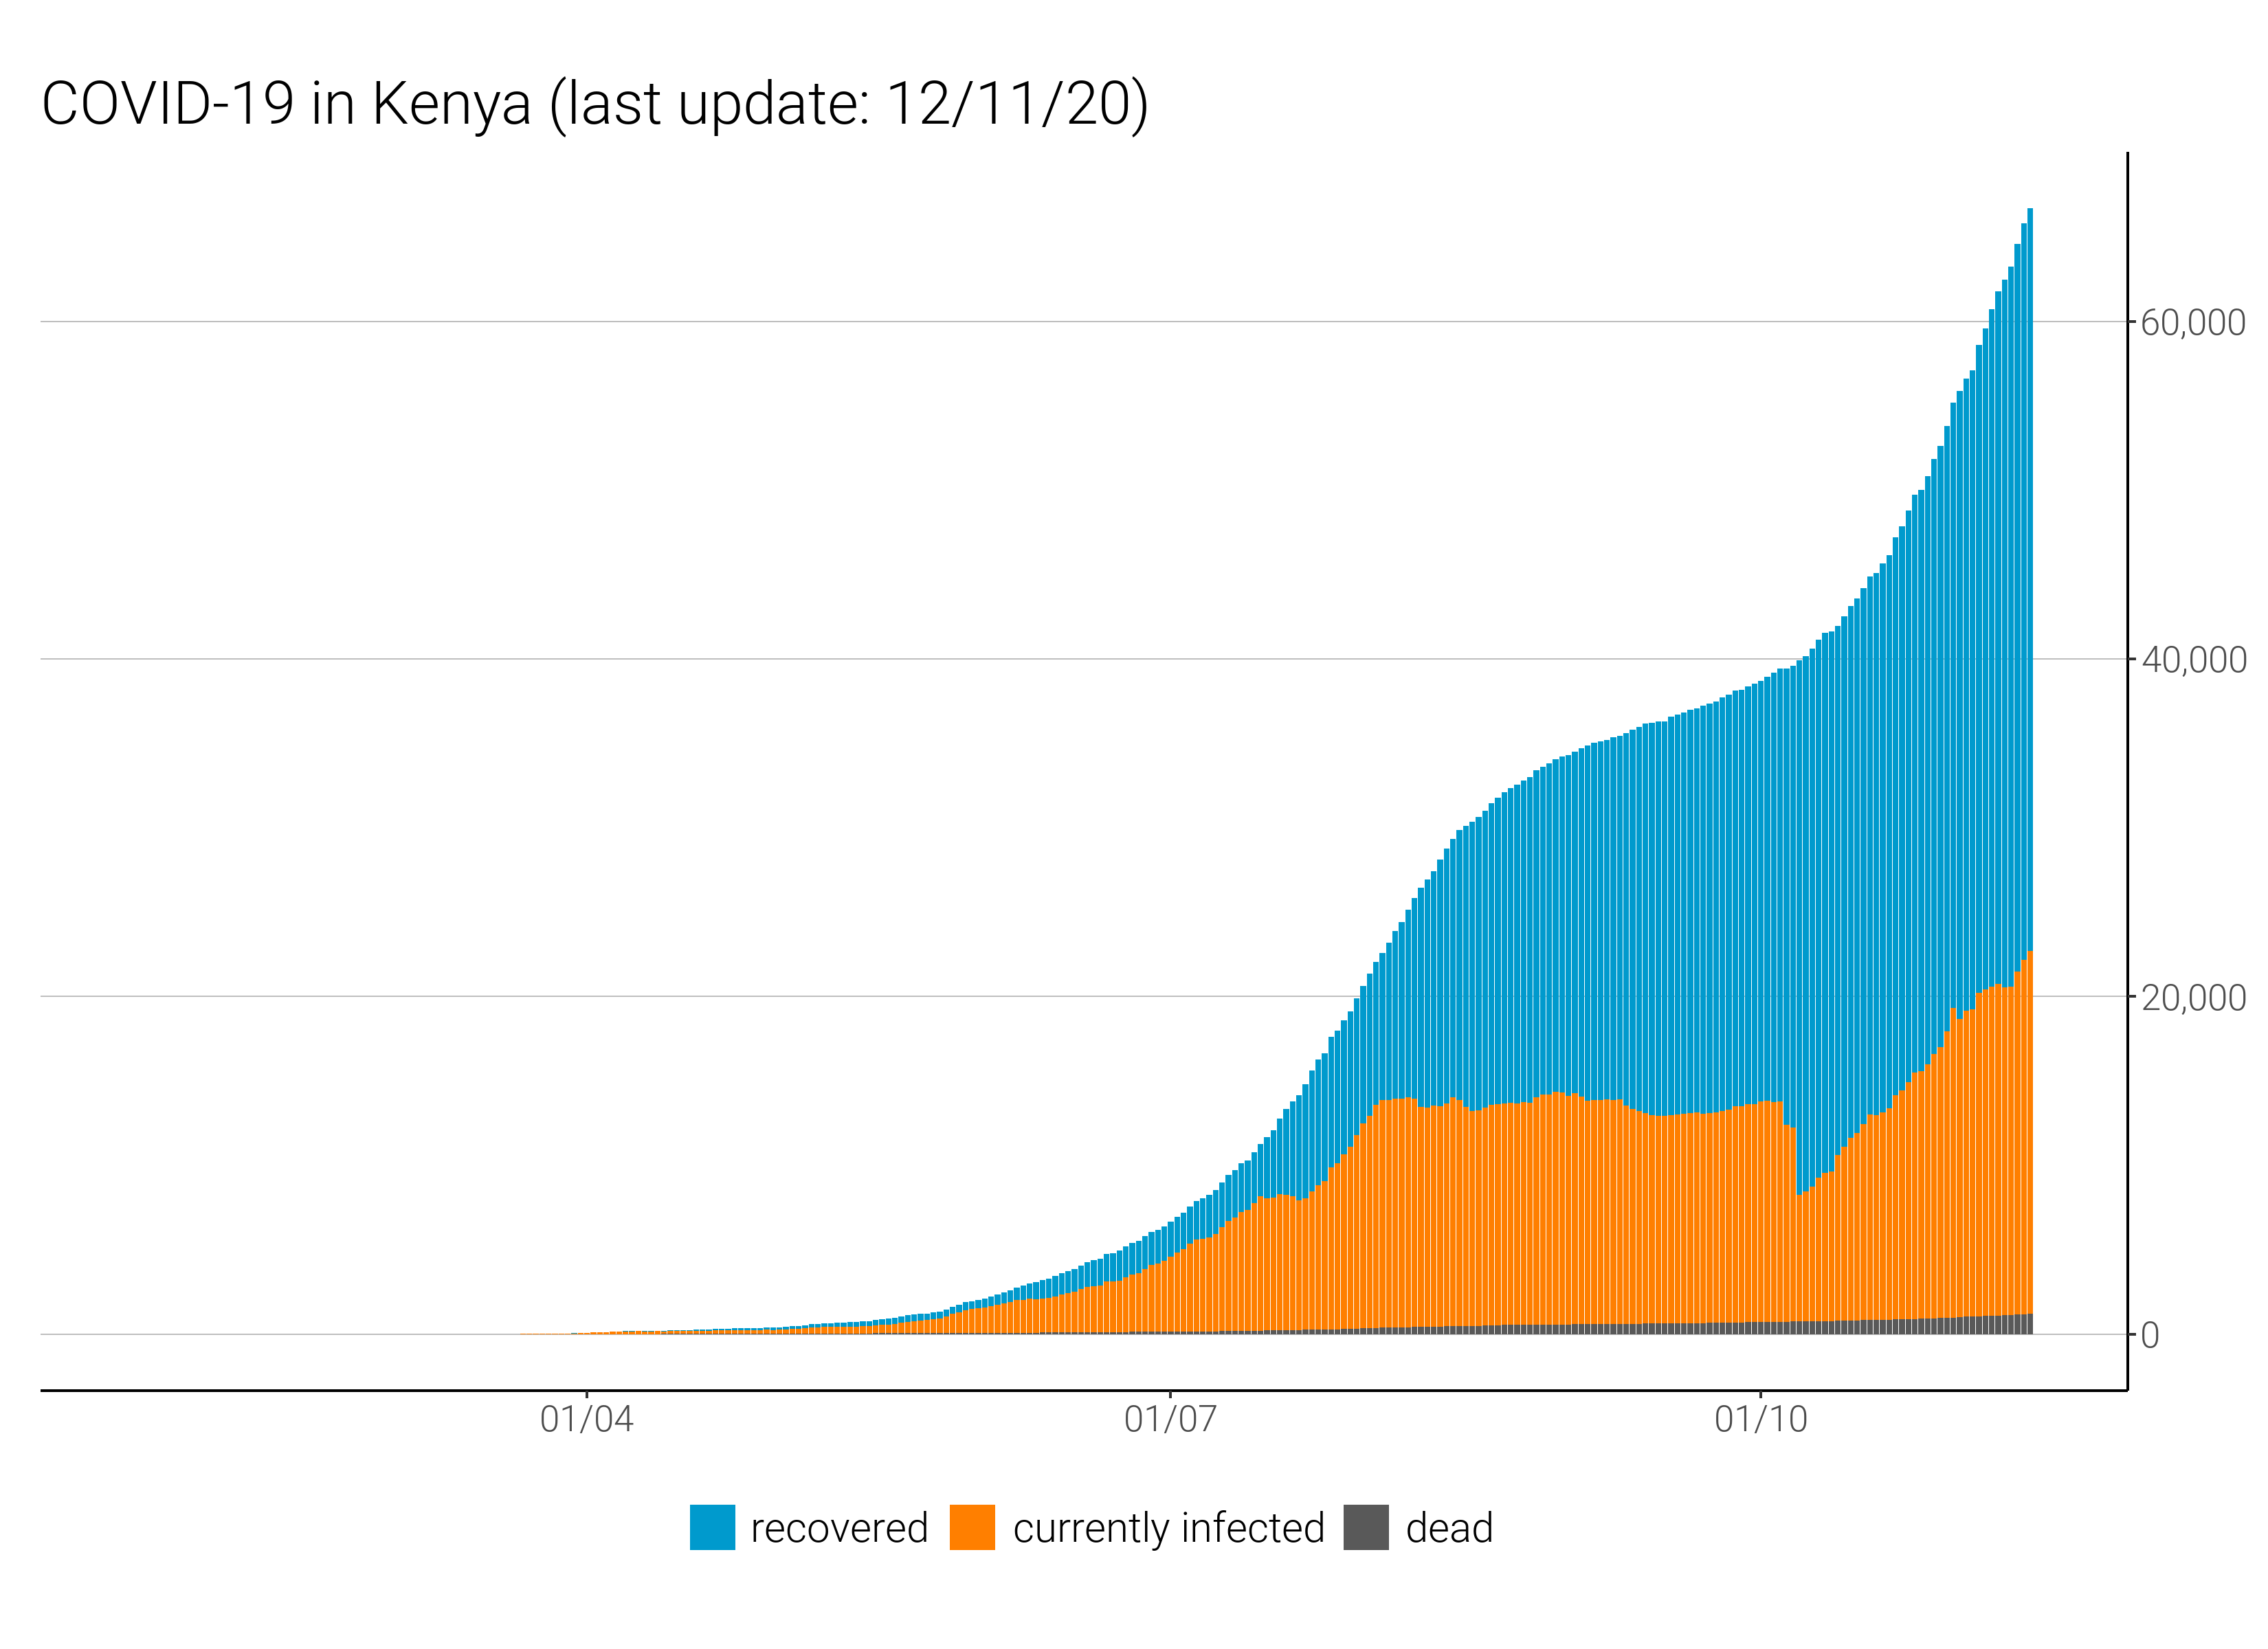 COVID-19 in Kenya (last update: 12/11/20)
60,000
40,000
20,000
0
01/04 01/07 01/10
recovered currently infected dead